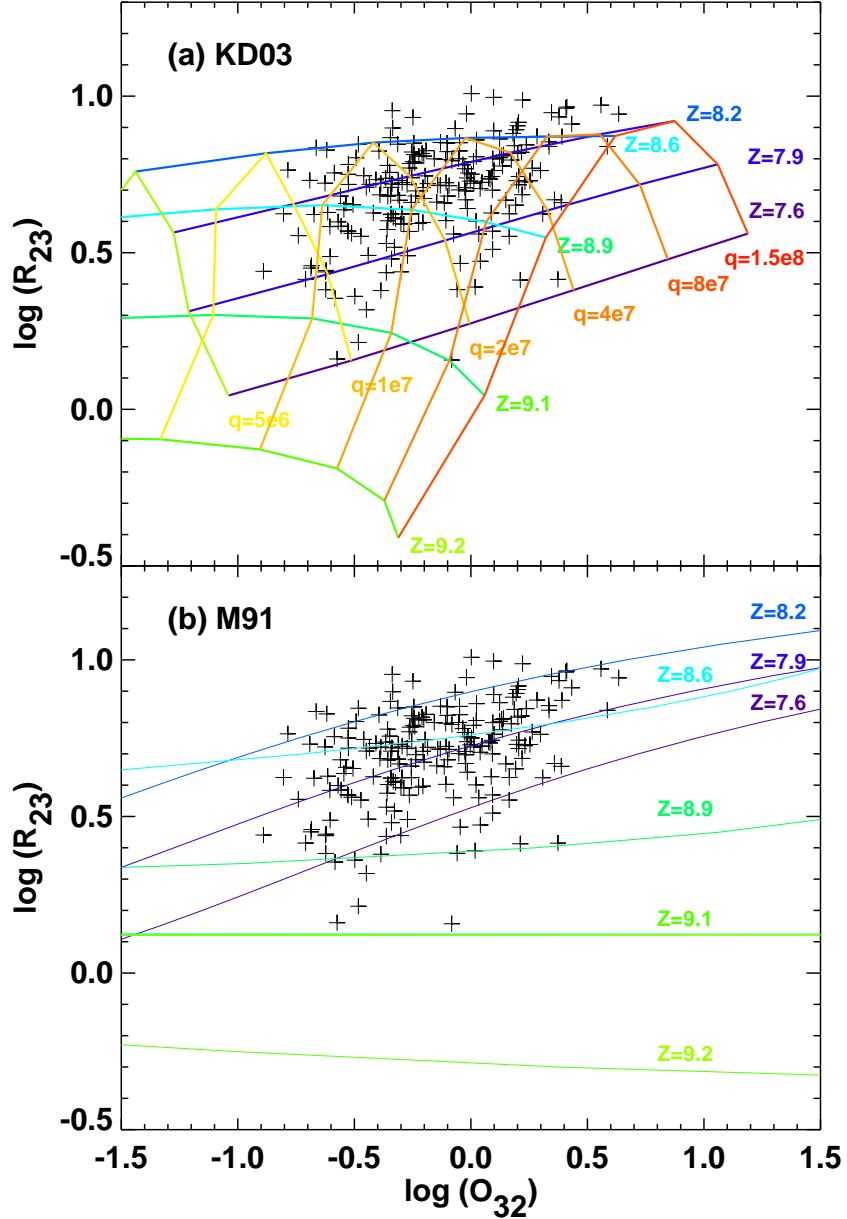 (a) KD03
1.0
0.5
0.0
-0.5
log (R23)
Z=8.2
Z=8.6
Z=7.9
Z=7.6
Z=8.9
q=1.5e8
q=8e7
q=4e7
q=2e7
q=1e7
q=5e6
Z=9.1
Z=9.2
(b) M91
1.0
0.5
0.0
-0.5
log (R23)
Z=8.2
Z=7.9
Z=8.6
Z=7.6
Z=8.9
Z=9.1
Z=9.2
-1.5 -1.0 -0.5 0.0 0.5 1.0 1.5
log (O32)